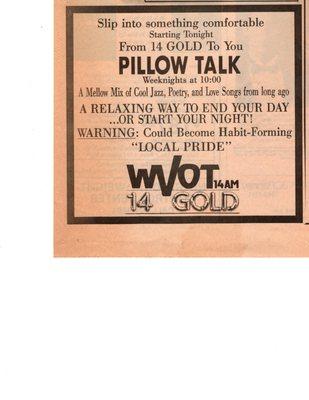 Slip into something comfortable
Starting Tonight
From 14 GOLD To You
PILLOW TALK
Weeknights at 10:00
A Mellow Mix of Cool Jazz, Poetry, and Love Songs from long ago
A RELAXING WAY TO END YOUR DAY
...OR START YOUR NIGHT!
WARNING: Could Become Habit-Forming
"LOCAL PRIDE"
WVOT 14 AM
14 GOLD